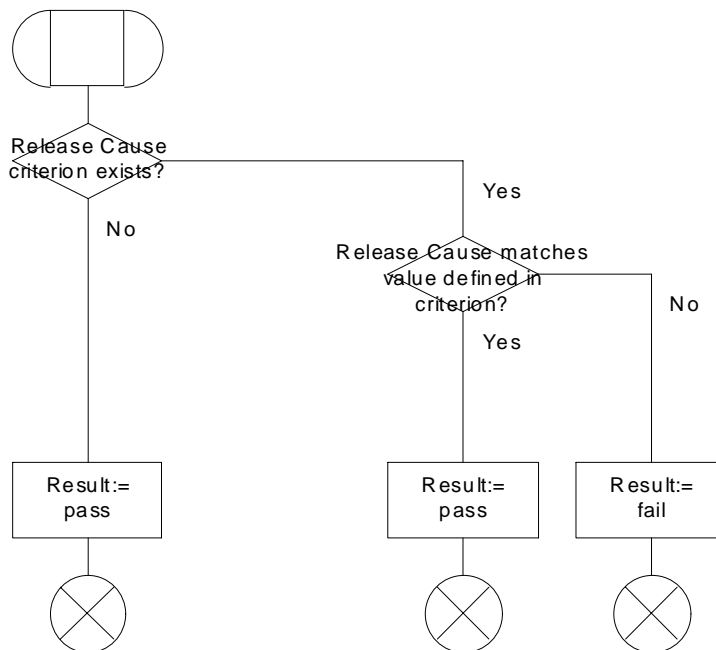 Release Cause
criterion exists?
Yes
No
Release Cause matches
value defined in
criterion?
No
Yes
Result:=
pass
Result:=
pass
Result:=
fail